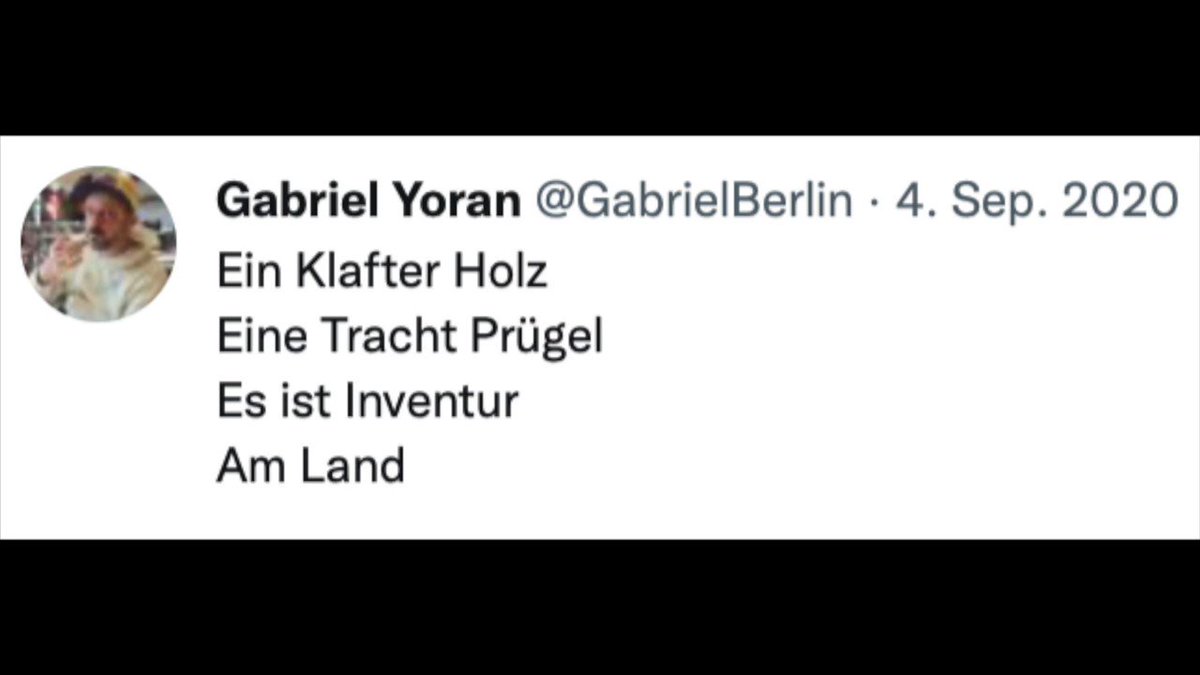 Gabriel Yoran @GabrielBerlin · 4. Sep. 2020
Ein Klafter Holz
Eine Tracht Prügel
Es ist Inventur
Am Land